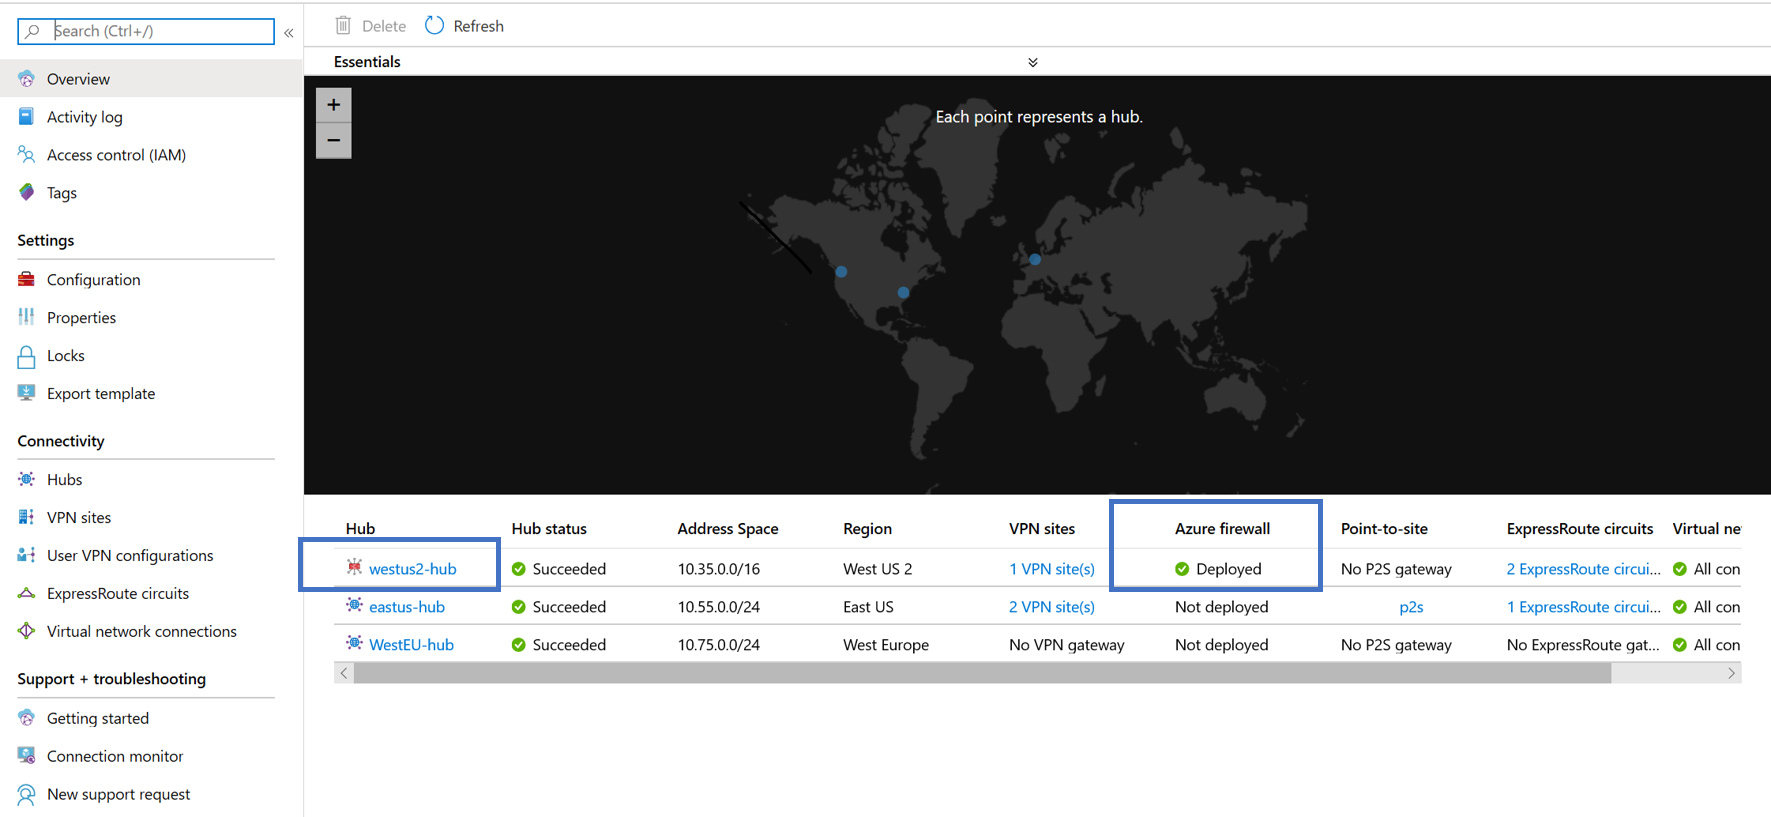 Search (Ctrl+/)
«
Delete
Refresh
Essentials
Overview
Activity log
Access control (IAM)
Tags
Settings
Configuration
Properties
Locks
Export template
Connectivity
Hubs
VPN sites
User VPN configurations
ExpressRoute circuits
Virtual network connections
Support + troubleshooting
Getting started
Connection monitor
New support request
+
−
Each point represents a hub.
Hub Hub status Address Space Region VPN sites Azure firewall Point-to-site ExpressRoute circuits Virtual ne
westus2-hub Succeeded 10.35.0.0/16 West US 2 1 VPN site(s) Deployed No P2S gateway 2 ExpressRoute circui... All con
eastus-hub Succeeded 10.55.0.0/24 East US 2 VPN site(s) Not deployed p2s 1 ExpressRoute circui... All con
WestEU-hub Succeeded 10.75.0.0/24 West Europe No VPN gateway Not deployed No P2S gateway No ExpressRoute gat... All con